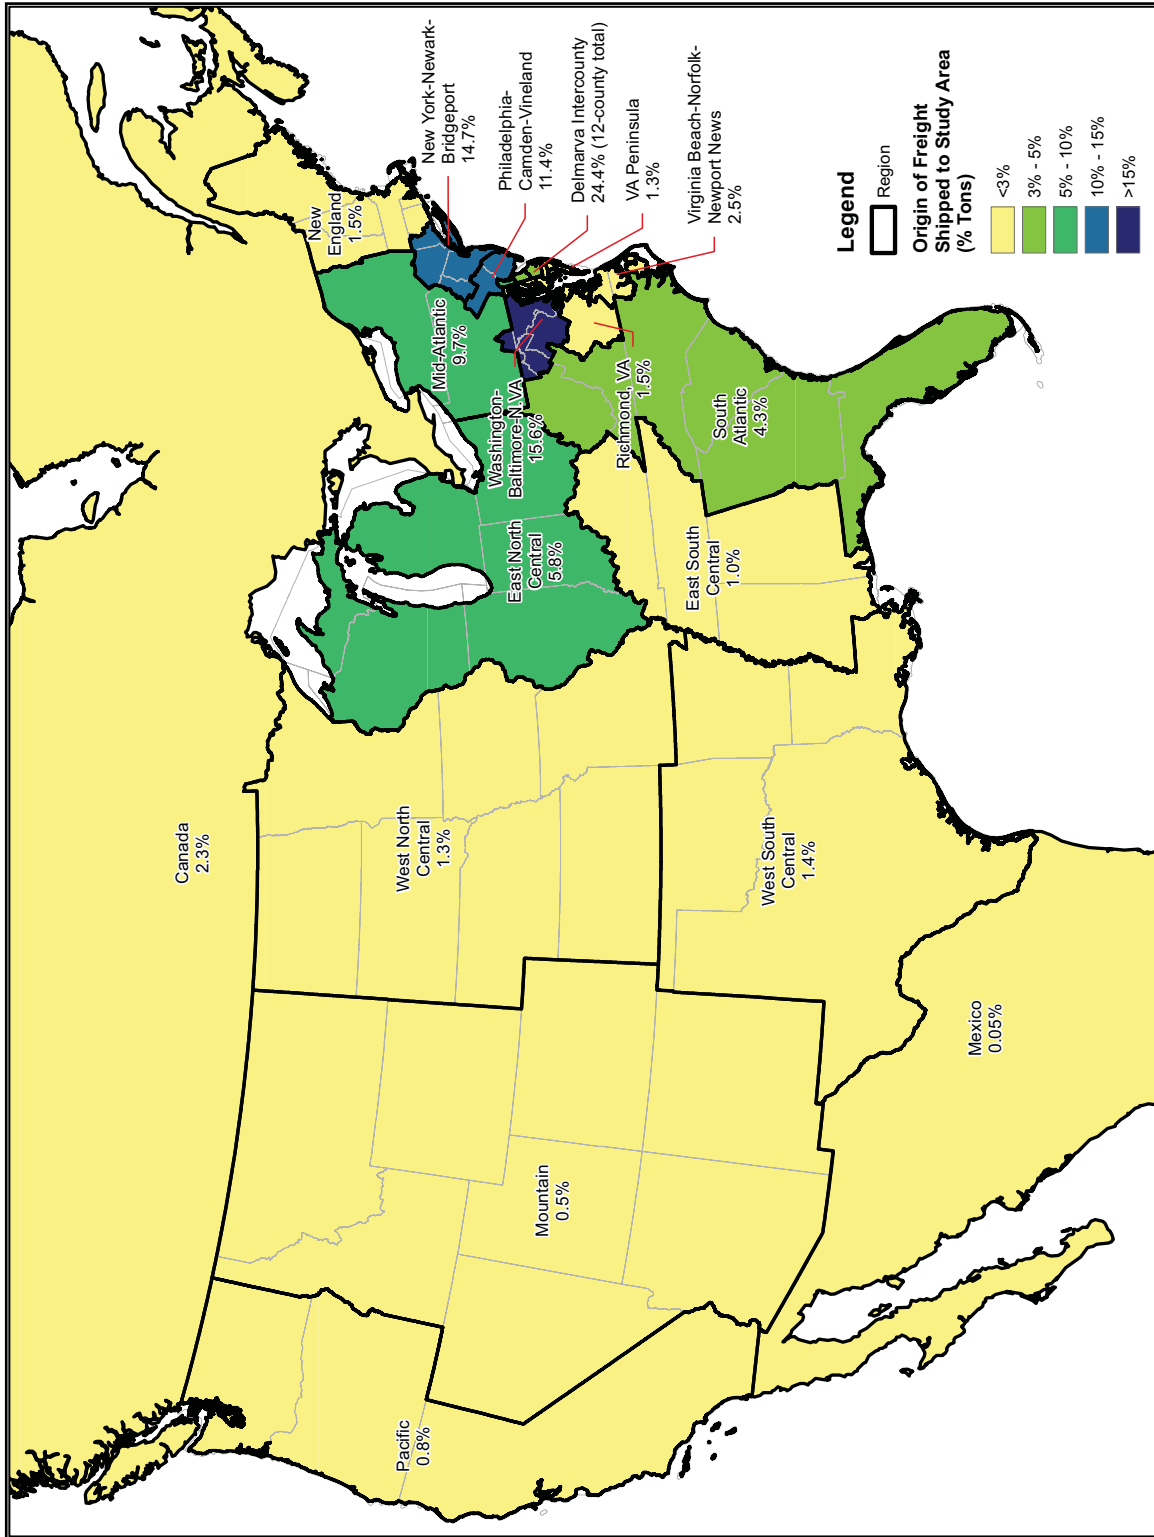 Canada
2.3%
Pacific
0.8%
Mountain
0.5%
West North
Central
1.3%
West South
Central
1.4%
Mexico
0.05%
East North
Central
5.8%
East South
Central
1.0%
Mid-Atlantic
9.7%
Washington-
Baltimore-N.VA
15.6%
Richmond, VA
1.5%
South
Atlantic
4.3%
New
England
1.5%
New York-Newark-
Bridgeport
14.7%
Philadelphia-
Camden-Vineland
11.4%
Delmarva Intercounty
24.4% (12-county total)
VA Peninsula
1.3%
Virginia Beach-Norfolk-
Newport News
2.5%
Legend
Region
Origin of Freight
Shipped to Study Area
(% Tons)
<3%
3% - 5%
5% - 10%
10% - 15%
>15%